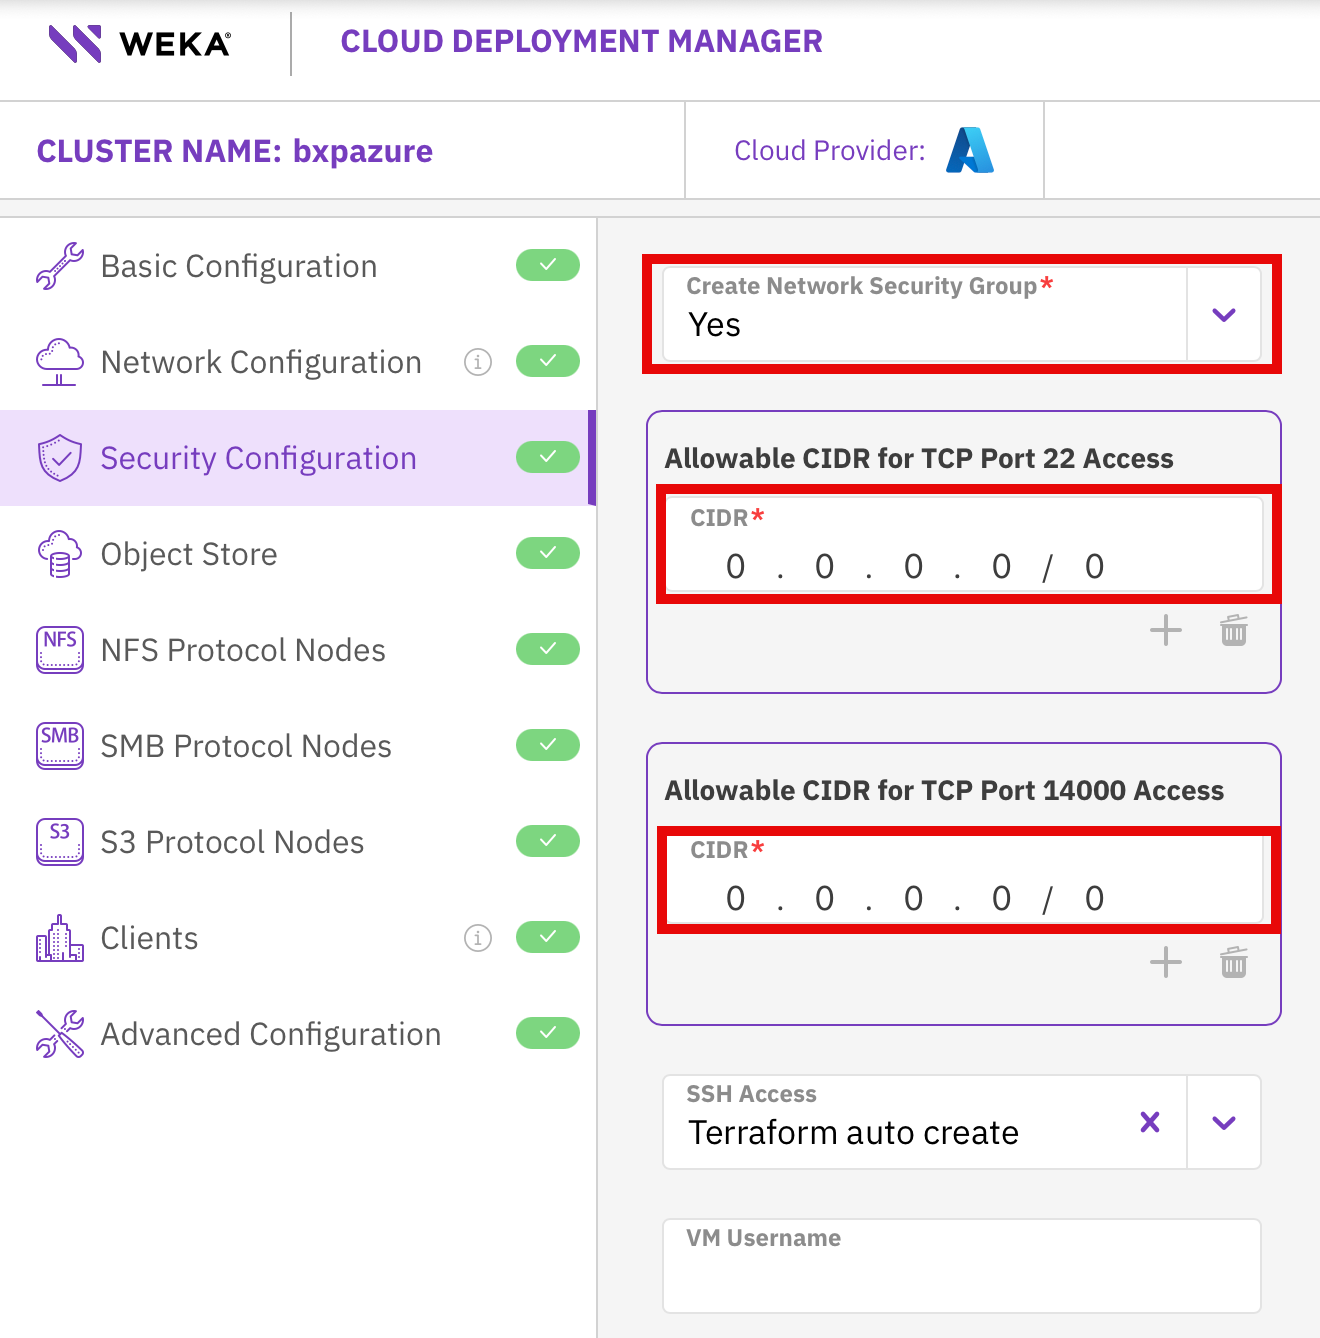 WEKA®
CLOUD DEPLOYMENT MANAGER
CLUSTER NAME: bxpazure
Cloud Provider:
Basic Configuration
Network Configuration
Security Configuration
Object Store
NFS
NFS Protocol Nodes
SMB
SMB Protocol Nodes
S3
S3 Protocol Nodes
Clients
Advanced Configuration
Create Network Security Group*
Yes
Allowable CIDR for TCP Port 22 Access
CIDR*
0 . 0 . 0 . 0 / 0
Allowable CIDR for TCP Port 14000 Access
CIDR*
0 . 0 . 0 . 0 / 0
SSH Access
Terraform auto create
VM Username